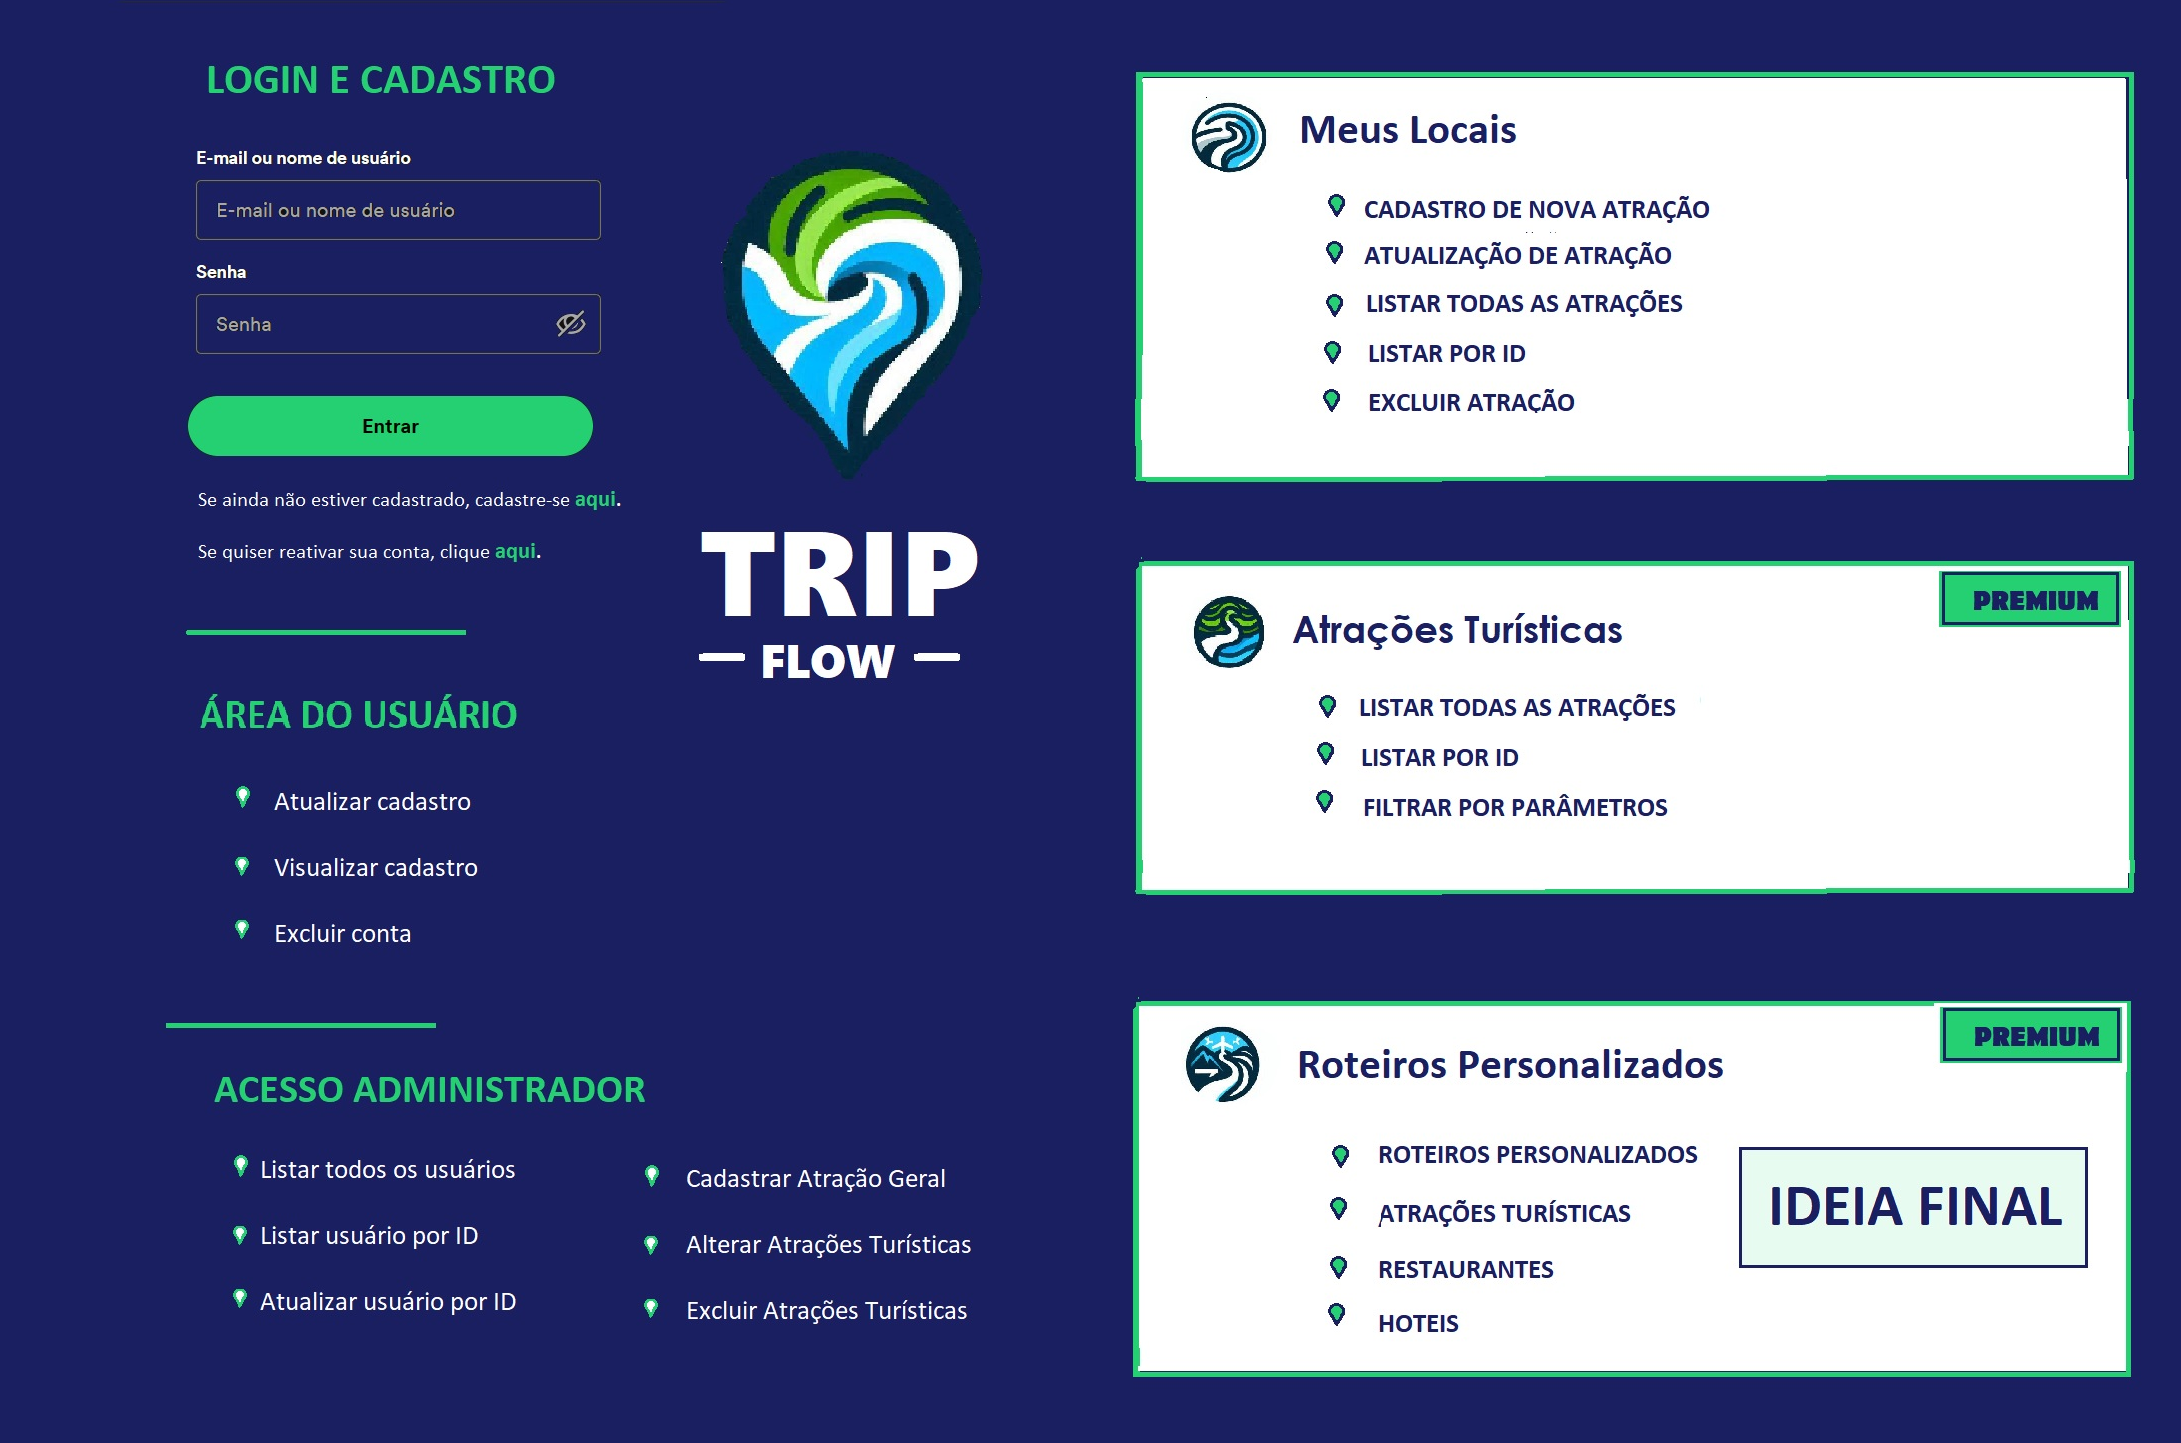 LOGIN E CADASTRO
E-mail ou nome de usuário
E-mail ou nome de usuário
Senha
Senha
Entrar
Se ainda não estiver cadastrado, cadastre-se aqui.
Se quiser reativar sua conta, clique aqui.
TRIP
FLOW
ÁREA DO USUÁRIO
Atualizar cadastro
Visualizar cadastro
Excluir conta
ACESSO ADMINISTRADOR
Listar todos os usuários
Listar usuário por ID
Atualizar usuário por ID
Cadastrar Atração Geral
Alterar Atrações Turísticas
Excluir Atrações Turísticas
Meus Locais
CADASTRO DE NOVA ATRAÇÃO
ATUALIZAÇÃO DE ATRAÇÃO
LISTAR TODAS AS ATRAÇÕES
LISTAR POR ID
EXCLUIR ATRAÇÃO
PREMIUM
Atrações Turísticas
LISTAR TODAS AS ATRAÇÕES
LISTAR POR ID
FILTRAR POR PARÂMETROS
PREMIUM
Roteiros Personalizados
ROTEIROS PERSONALIZADOS
ATRAÇÕES TURÍSTICAS
RESTAURANTES
HOTEIS
IDEIA FINAL